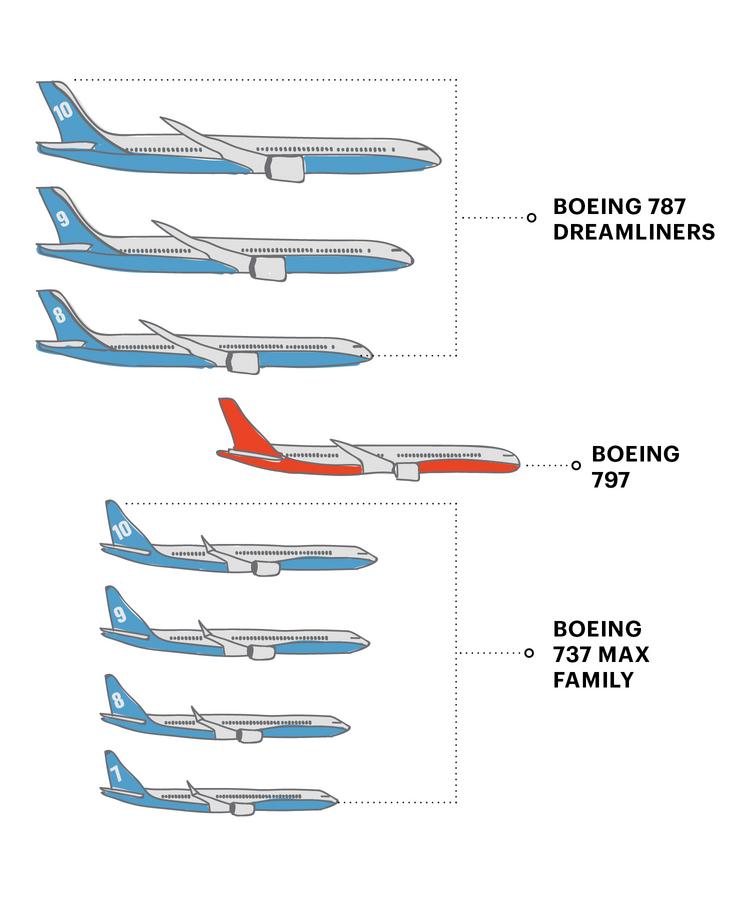 10
9
8
BOEING 787
DREAMLINERS
BOEING
797
10
9
8
7
BOEING
737 MAX
FAMILY